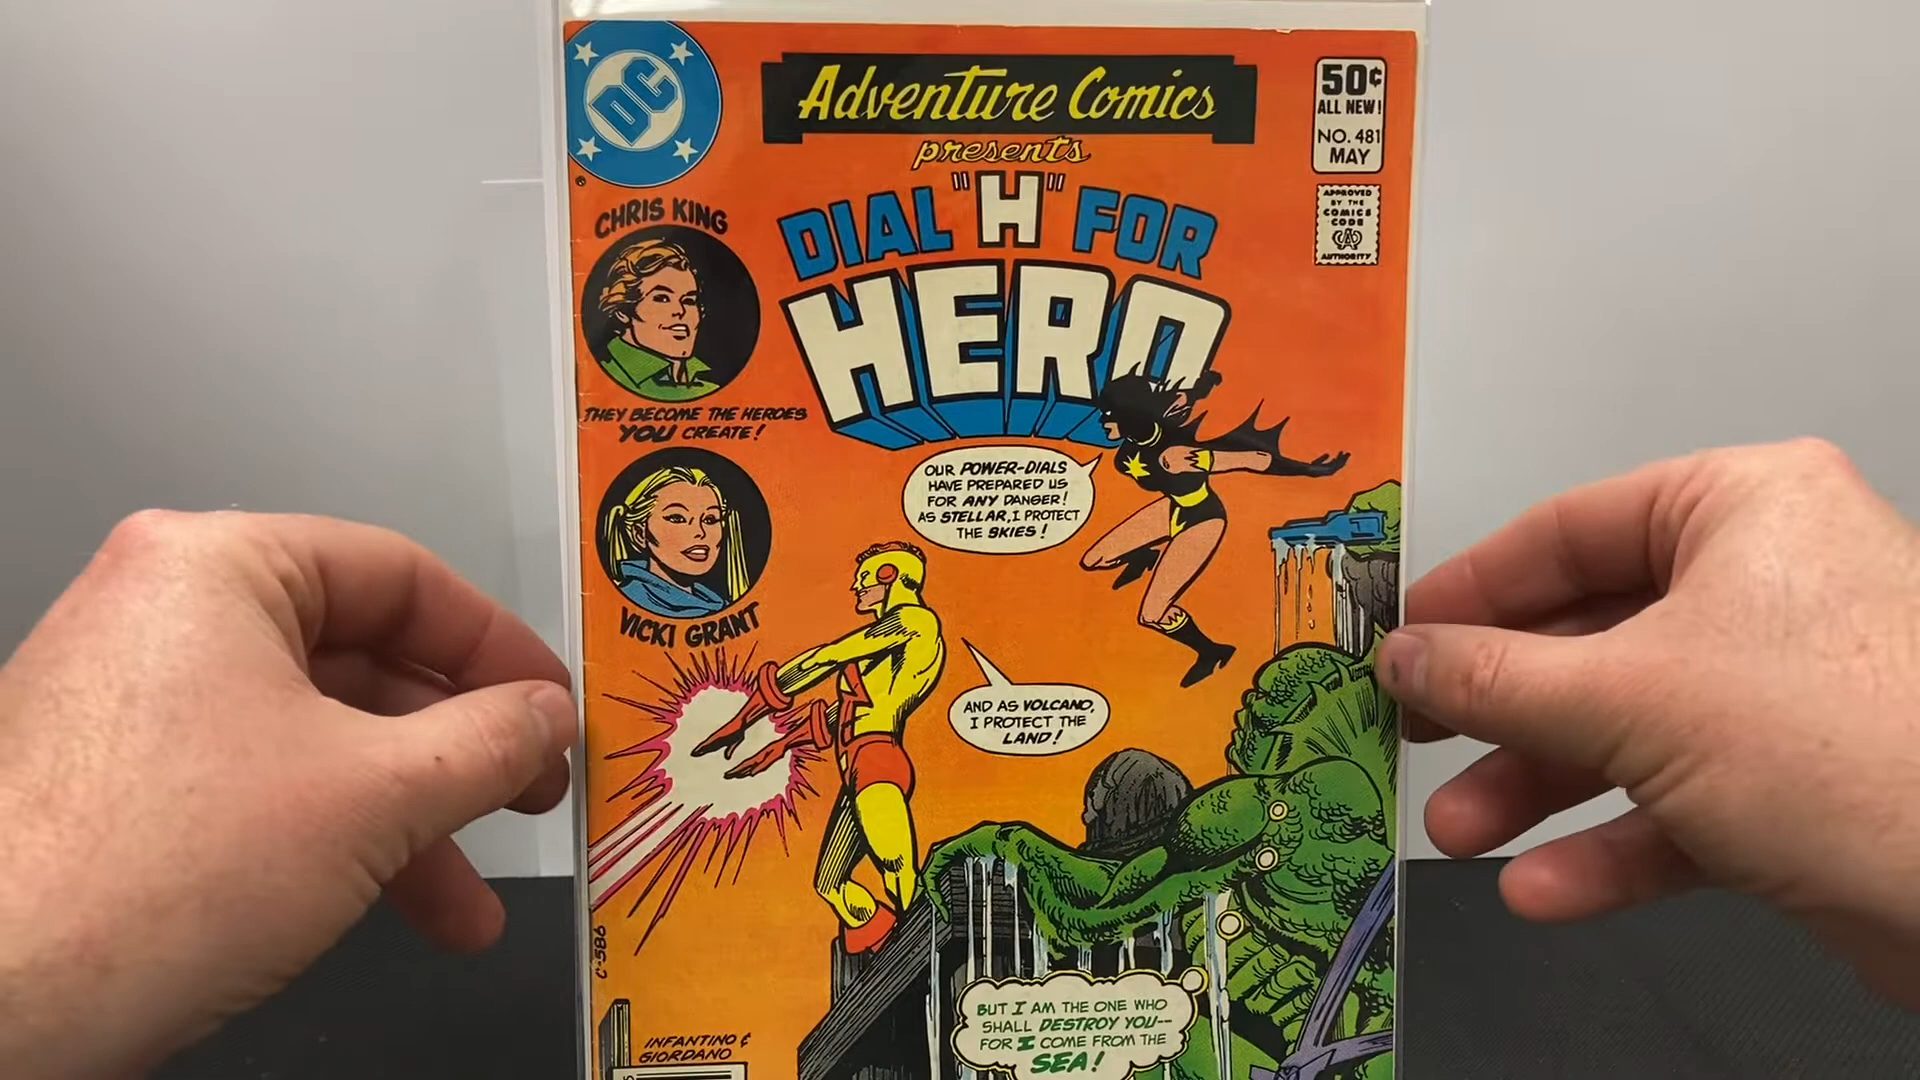 DC
Adventure Comics
presents
DIAL "H" FOR
HERO
50¢
ALL NEW!
NO. 481
MAY
APPROVED
BY THE
COMICS
CODE
CA
AUTHORITY
CHRIS KING
THEY BECOME THE HEROES
YOU CREATE!
VICKI GRANT
OUR POWER-DIALS
HAVE PREPARED US
FOR ANY DANGER!
AS STELLAR, I PROTECT
THE SKIES!
AND AS VOLCANO,
I PROTECT THE
LAND!
C-586
BUT I AM THE ONE WHO
SHALL DESTROY YOU--
FOR I COME FROM THE
SEA!
INFANTINO &
GIORDANO